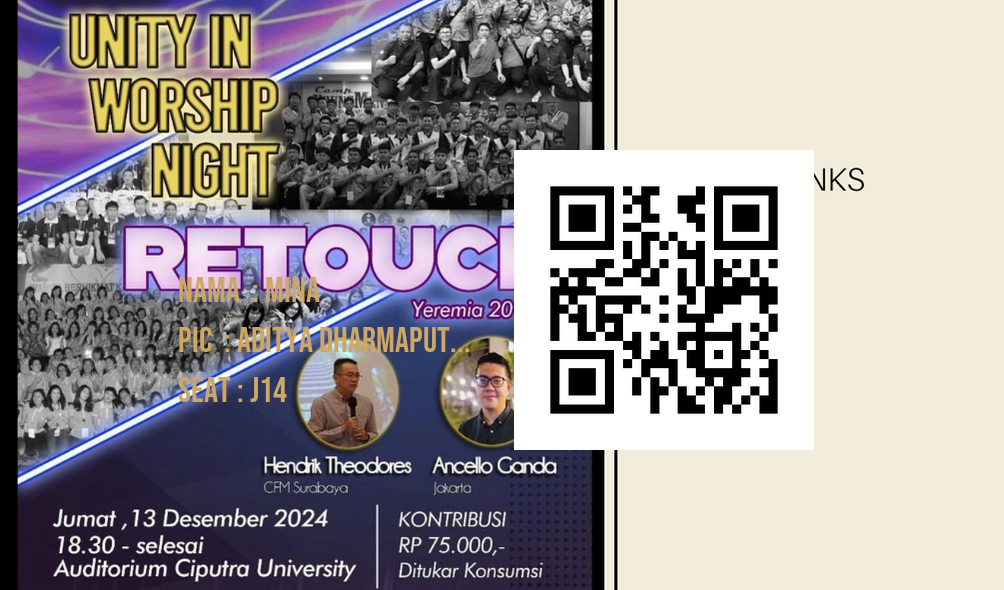 UNITY IN
WORSHIP
NIGHT
RETOUC
Yeremia 20
NAMA : MINA
PIC : ADITYA DHARMAPUT...
SEAT : J14
NKS
Hendrik Theodores
CFM Surabaya
Ancello Ganda
Jakarta
Jumat ,13 Desember 2024
18.30 - selesai
Auditorium Ciputra University
KONTRIBUSI
RP 75.000,-
Ditukar Konsumsi